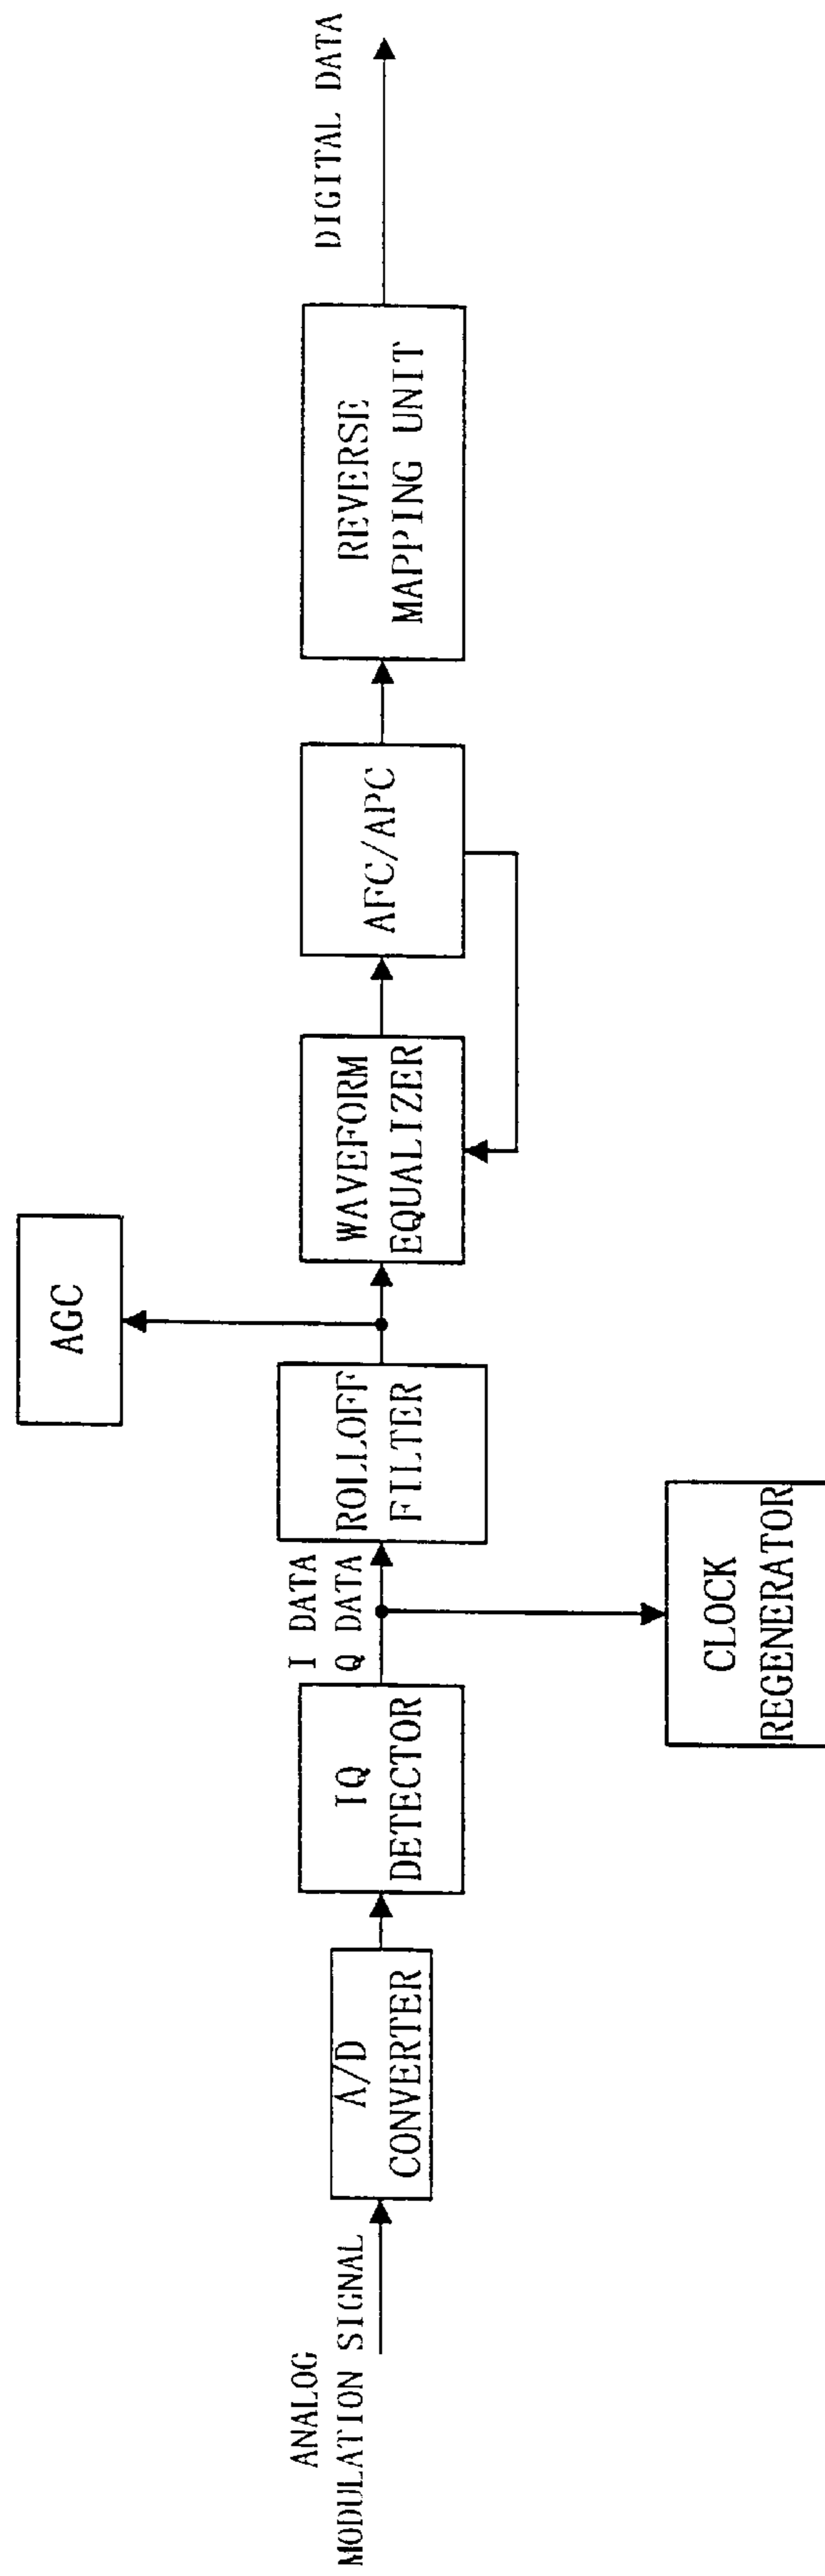 ANALOG
MODULATION SIGNAL
A/D
CONVERTER
IQ
DETECTOR
I DATA
Q DATA
CLOCK
REGENERATOR
ROLLOFF
FILTER
AGC
WAVEFORM
EQUALIZER
AFC/APC
REVERSE
MAPPING UNIT
DIGITAL DATA